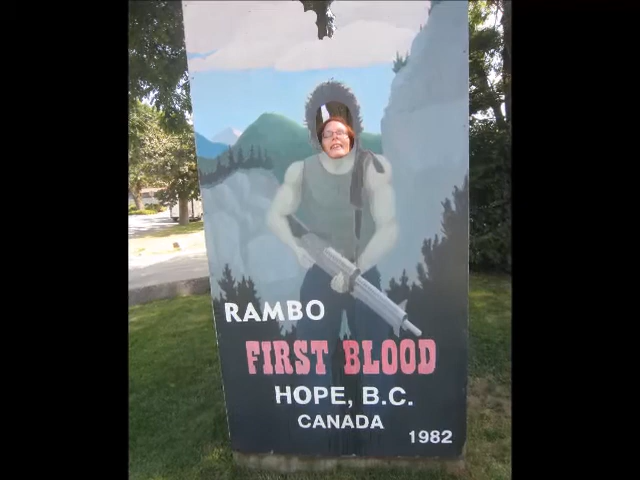 RAMBO
FIRST BLOOD
HOPE, B.C.
CANADA
1982